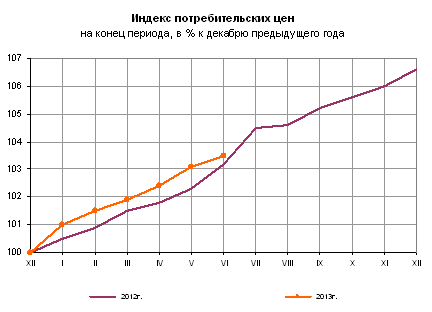 Индекс потребительских цен
на конец периода, в % к декабрю предыдущего года
107
106
105
104
103
102
101
100
XII I II III IV V VI VII VIII IX X XI XII
2012г. 2013г.